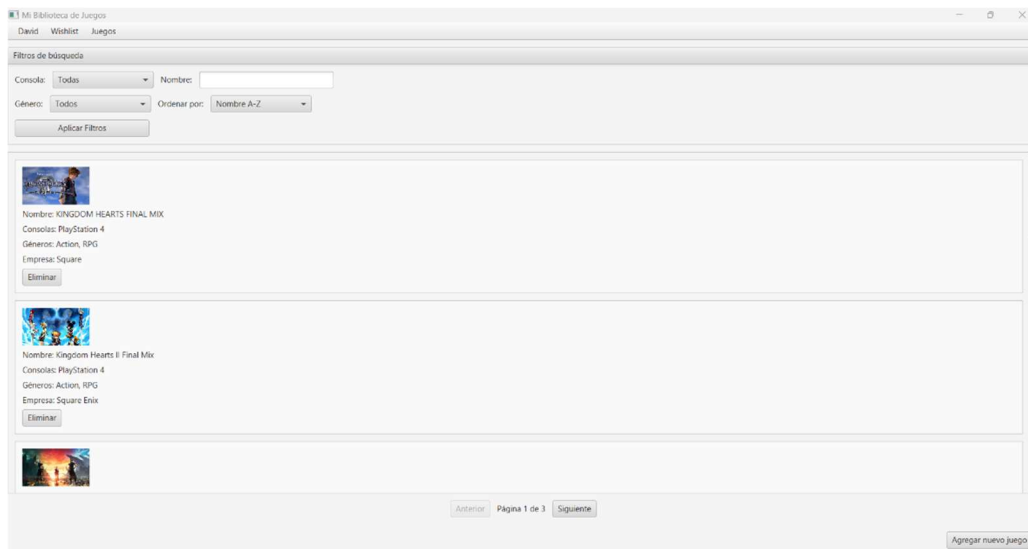 Mi Biblioteca de Juegos
David Wishlist Juegos
Filtros de búsqueda
Consola: Todas Nombre:
Género: Todos Ordenar por: Nombre A-Z
Aplicar Filtros
Nombre: KINGDOM HEARTS FINAL MIX
Consolas: PlayStation 4
Géneros: Action, RPG
Empresa: Square
Eliminar
Nombre: Kingdom Hearts II Final Mix
Consolas: PlayStation 4
Géneros: Action, RPG
Empresa: Square Enix
Eliminar
Anterior Página 1 de 3 Siguiente
Agregar nuevo juego